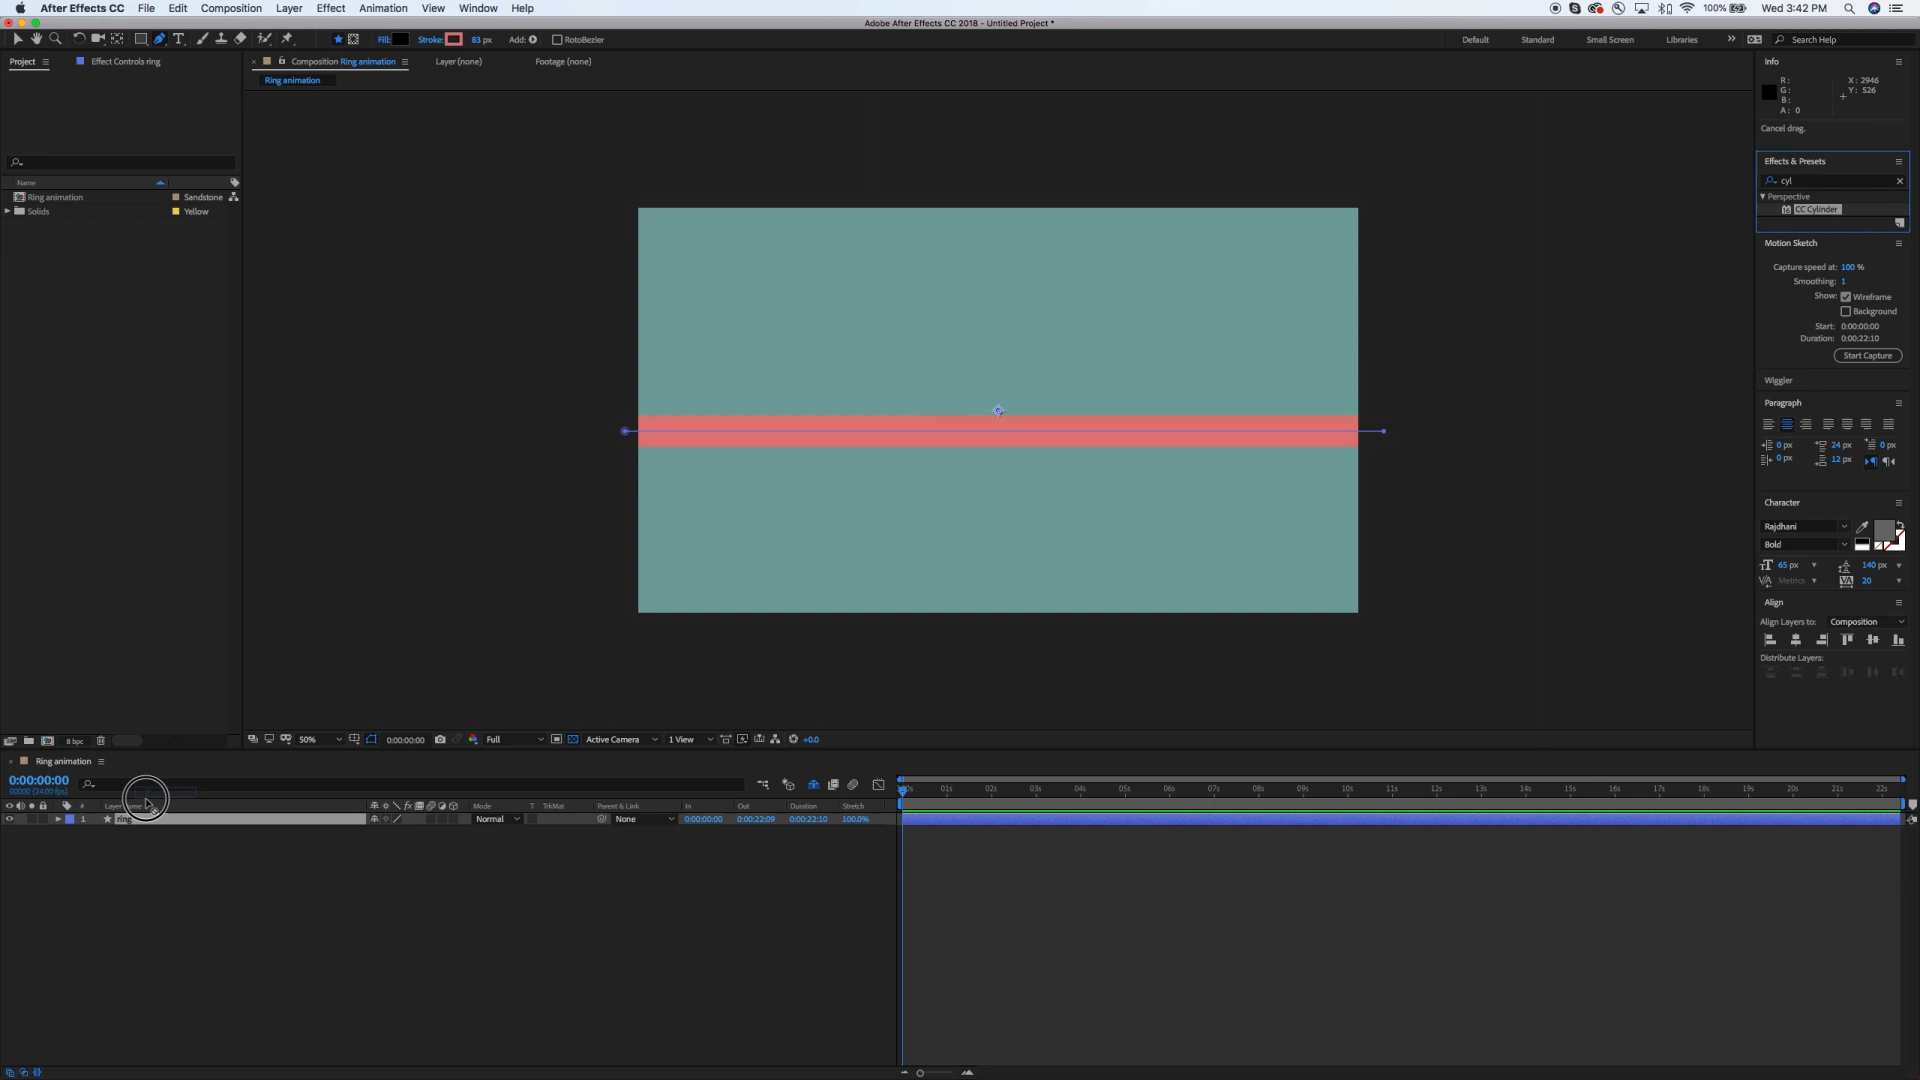 After Effects CC File Edit Composition Layer Effect Animation View Window Help 100% Wed 3:42 PM
Adobe After Effects CC 2018 - Untitled Project *
Fill: Stroke: 83 px Add: RotoBezier Default Standard Small Screen Libraries Search Help
Project Effect Controls ring Composition Ring animation Layer (none) Footage (none) Info
Ring animation
R: X: 2946
G: Y: 526
B:
A: 0
Cancel drag.
Effects & Presets
cyl
Perspective
CC Cylinder
Name
Ring animation Sandstone
Solids Yellow
Motion Sketch
Capture speed at: 100 %
Smoothing: 1
Show: Wireframe
Background
Start: 0:00:00:00
Duration: 0:00:22:10
Start Capture
Wiggler
Paragraph
0 px 24 px 0 px
0 px 12 px
Character
Rajdhani
Bold
65 px 140 px
Metrics 20
Align
Align Layers to: Composition
Distribute Layers:
8 bpc 50% 0:00:00:00 Full Active Camera 1 View +0.0
Ring animation
0:00:00:00
00000 (24.00 fps)
# Mode T TrkMat Parent & Link In Out Duration Stretch
01s 02s 03s 04s 05s 06s 07s 08s 09s 10s 11s 12s 13s 14s 15s 16s 17s 18s 19s 20s 21s 22s
1 ring Normal None 0:00:00:00 0:00:22:09 0:00:22:10 100.0%